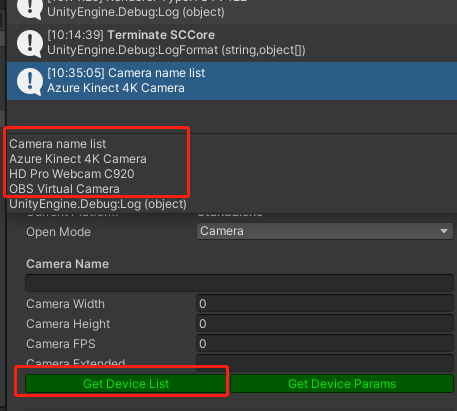 UnityEngine.Debug:Log (object)
[10:14:39] Terminate SCCore
UnityEngine.Debug:LogFormat (string,object[])
[10:35:05] Camera name list
Azure Kinect 4K Camera
Camera name list
Azure Kinect 4K Camera
HD Pro Webcam C920
OBS Virtual Camera
UnityEngine.Debug:Log (object)
Open Mode Camera
Camera Name
Camera Width 0
Camera Height 0
Camera FPS 0
Camera Extended
Get Device List Get Device Params